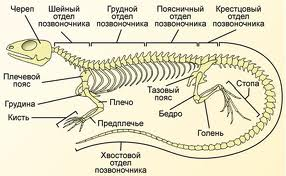 Череп
Шейный
отдел
позвоночника
Грудной
отдел
позвоночника
Поясничный
отдел
позвоночника
Крестцовый
отдел
позвоночника
Плечевой
пояс
Грудина
Кисть
Плечо
Предплечье
Тазовый
пояс
Бедро
Голень
Стопа
Хвостовой
отдел
позвоночника